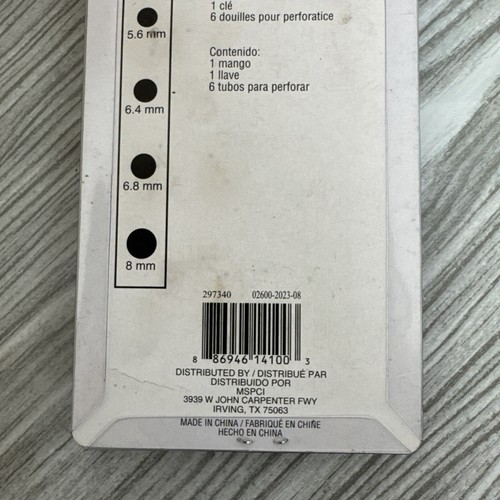 1 clé
6 douilles pour perforatice
Contenido:
1 mango
1 llave
6 tubos para perforar
5.6 mm
6.4 mm
6.8 mm
8 mm
297340 02600-2023-08
8 86946 14100 3
DISTRIBUTED BY / DISTRIBUÉ PAR
DISTRIBUIDO POR
MSPCI
3939 W JOHN CARPENTER FWY
IRVING, TX 75063
MADE IN CHINA / FABRIQUÉ EN CHINE
HECHO EN CHINA